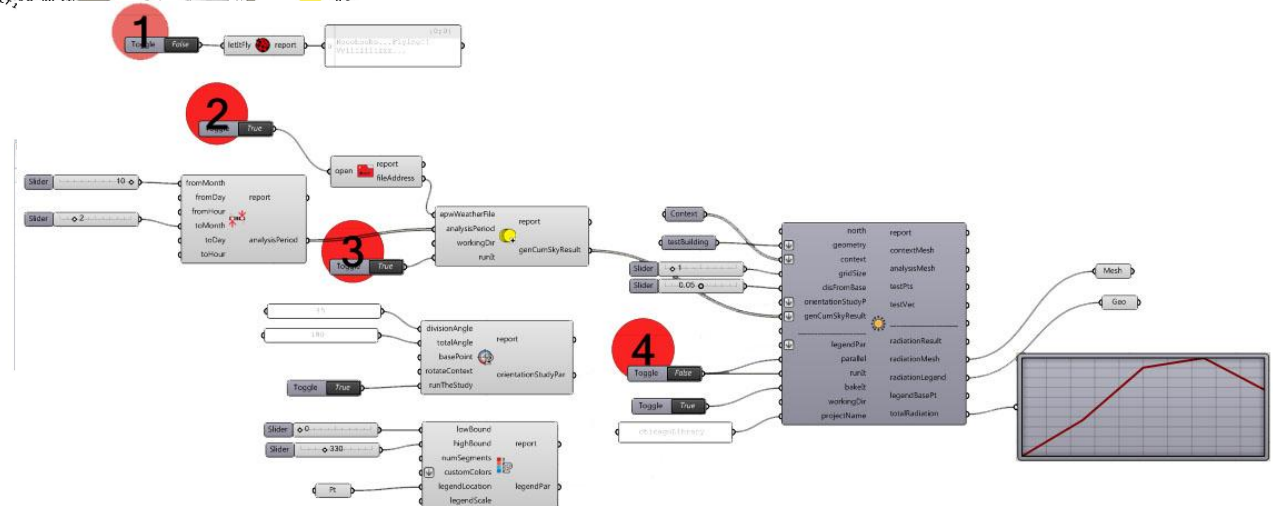 1
Toggle False
letItFly report
{0;0}
2
Toggle True
open report
fileAddress
Slider 10
Slider 2
fromMonth
fromDay report
fromHour
toMonth
toDay analysisPeriod
toHour
epwWeatherFile
analysisPeriod report
workingDir
runIt genCumSkyResult
3
Toggle True
Context
testBuilding
Slider 1
Slider 0.05
north report
geometry contextMesh
context analysisMesh
gridSize
disFromBase testPts
orientationStudyP testVec
genCumSkyResult
legendPar radiationResult
parallel radiationMesh
runIt
bakeIt radiationLegend
workingDir legendBasePt
projectName totalRadiation
Mesh
Geo
divisionAngle
totalAngle report
basePoint
rotateContext orientationStudyPar
runTheStudy
Toggle True
4
Toggle False
Toggle True
Slider 0
Slider 330
lowBound
highBound report
numSegments
customColors
legendLocation legendPar
legendScale
Pt